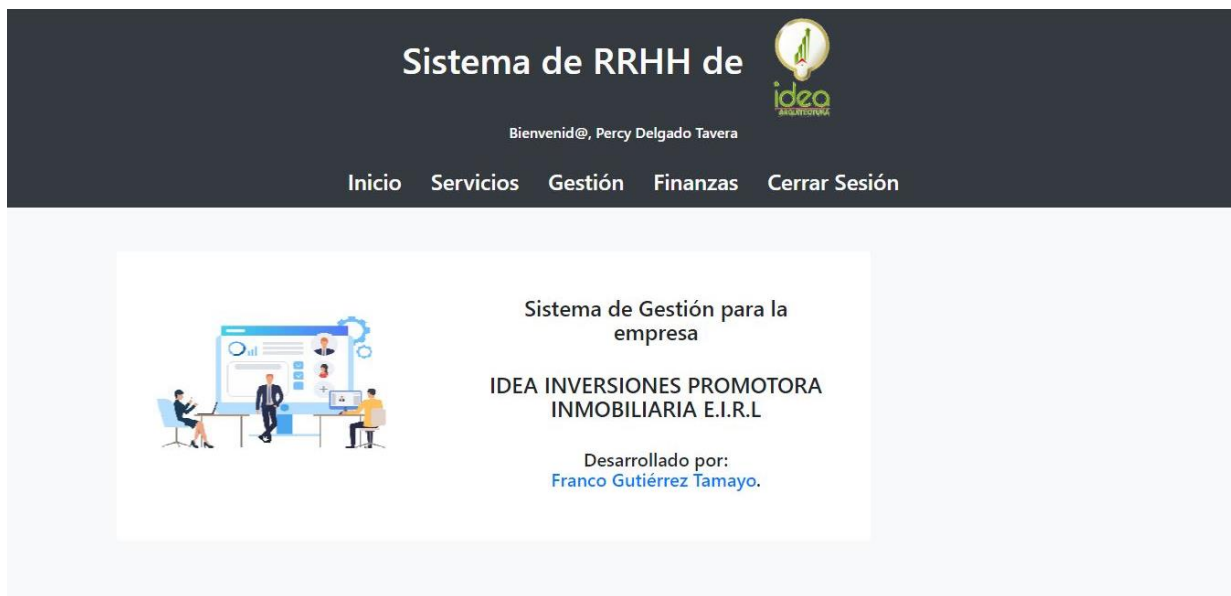 Sistema de RRHH de
idea
ARQUITECTURA
Bienvenid@, Percy Delgado Tavera
Inicio Servicios Gestión Finanzas Cerrar Sesión
Sistema de Gestión para la
empresa
IDEA INVERSIONES PROMOTORA
INMOBILIARIA E.I.R.L
Desarrollado por:
Franco Gutiérrez Tamayo.